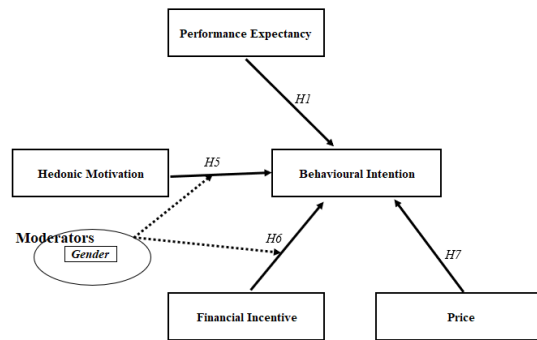 Performance Expectancy
H1
Hedonic Motivation
H5
Behavioural Intention
Moderators
Gender
H6
H7
Financial Incentive
Price